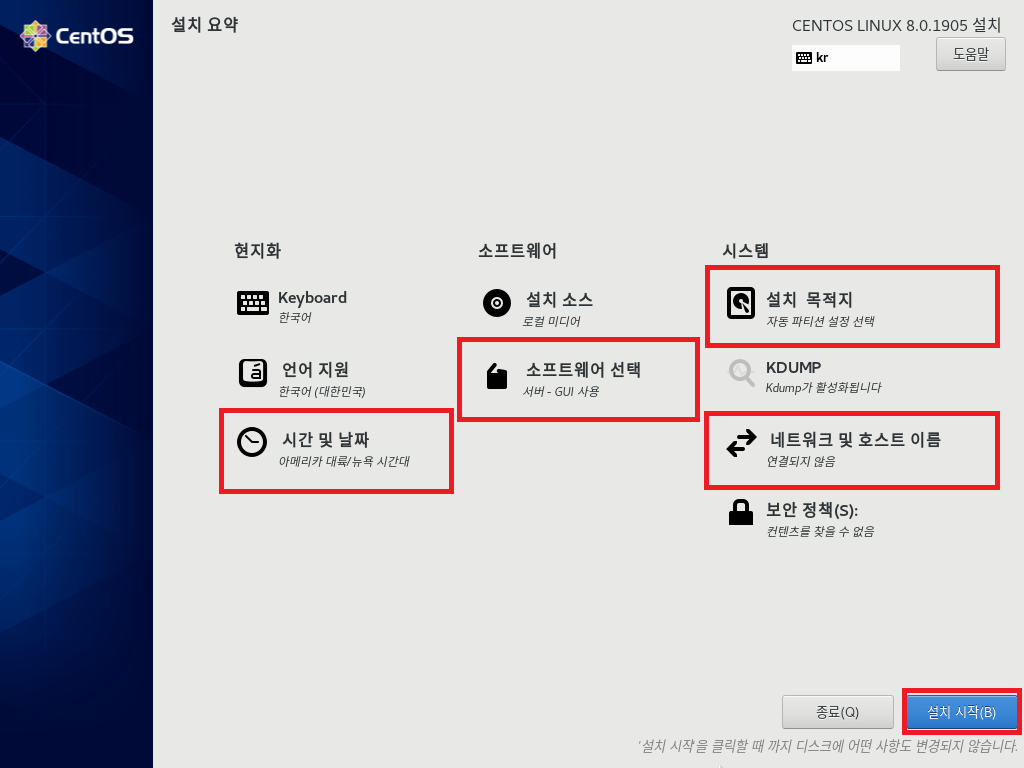 CentOS
설치 요약
CENTOS LINUX 8.0.1905 설치
kr
도움말
현지화
Keyboard
한국어
언어 지원
한국어 (대한민국)
시간 및 날짜
아메리카 대륙/뉴욕 시간대
소프트웨어
설치 소스
로컬 미디어
소프트웨어 선택
서버 - GUI 사용
시스템
설치 목적지
자동 파티션 설정 선택
KDUMP
Kdump가 활성화됩니다
네트워크 및 호스트 이름
연결되지 않음
보안 정책(S):
컨텐츠를 찾을 수 없음
종료(Q)
설치 시작(B)
'설치 시작'을 클릭할 때 까지 디스크에 어떤 사항도 변경되지 않습니다.